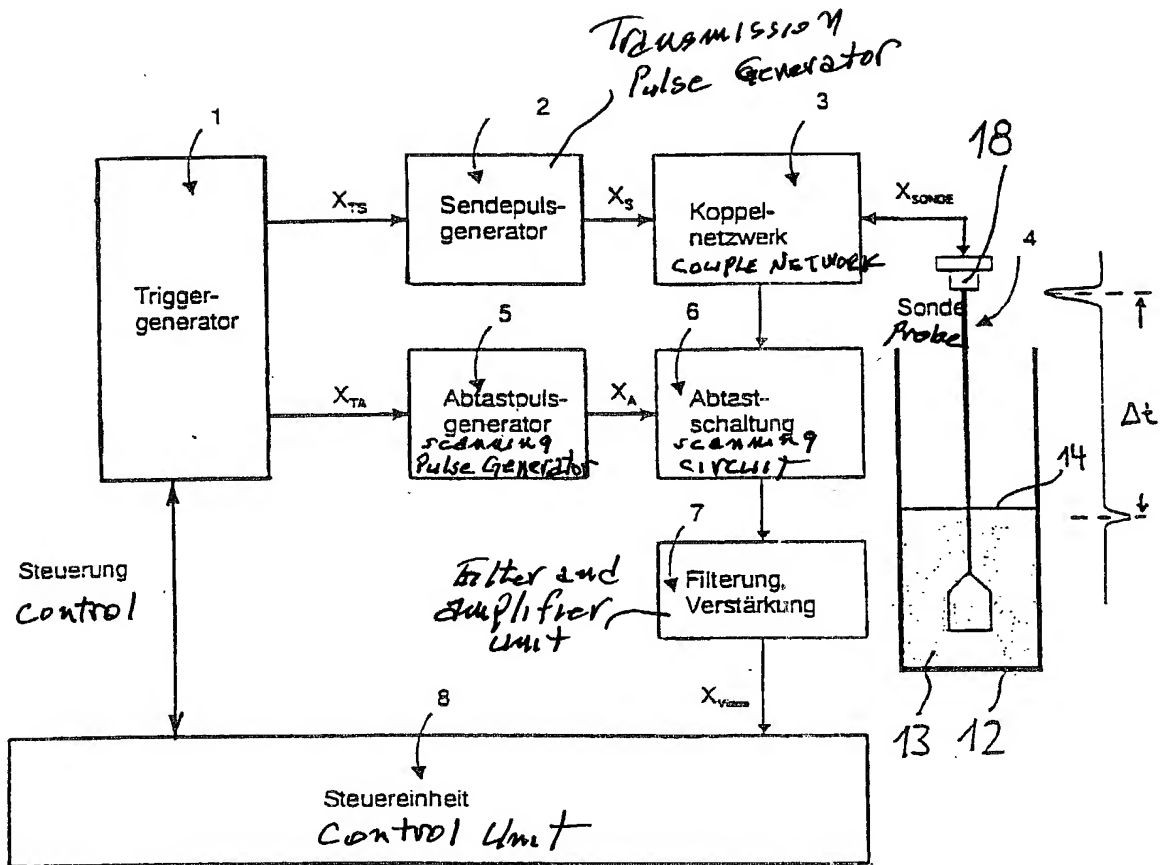 Transmission
Pulse Generator
1
2
3
18
X_TS
Sendepuls-
generator
X_S
Koppel-
netzwerk
COUPLE NETWORK
X_SONDE
4
Trigger-
generator
Sonde
Probe
5
6
X_TA
Abtastpuls-
generator
scanning
Pulse Generator
X_A
Abtast-
schaltung
scanning
circuit
Δt
14
7
Steuerung
control
Filter and
amplifier
unit
Filterung,
Verstärkung
X_Video
13
12
8
Steuereinheit
control unit